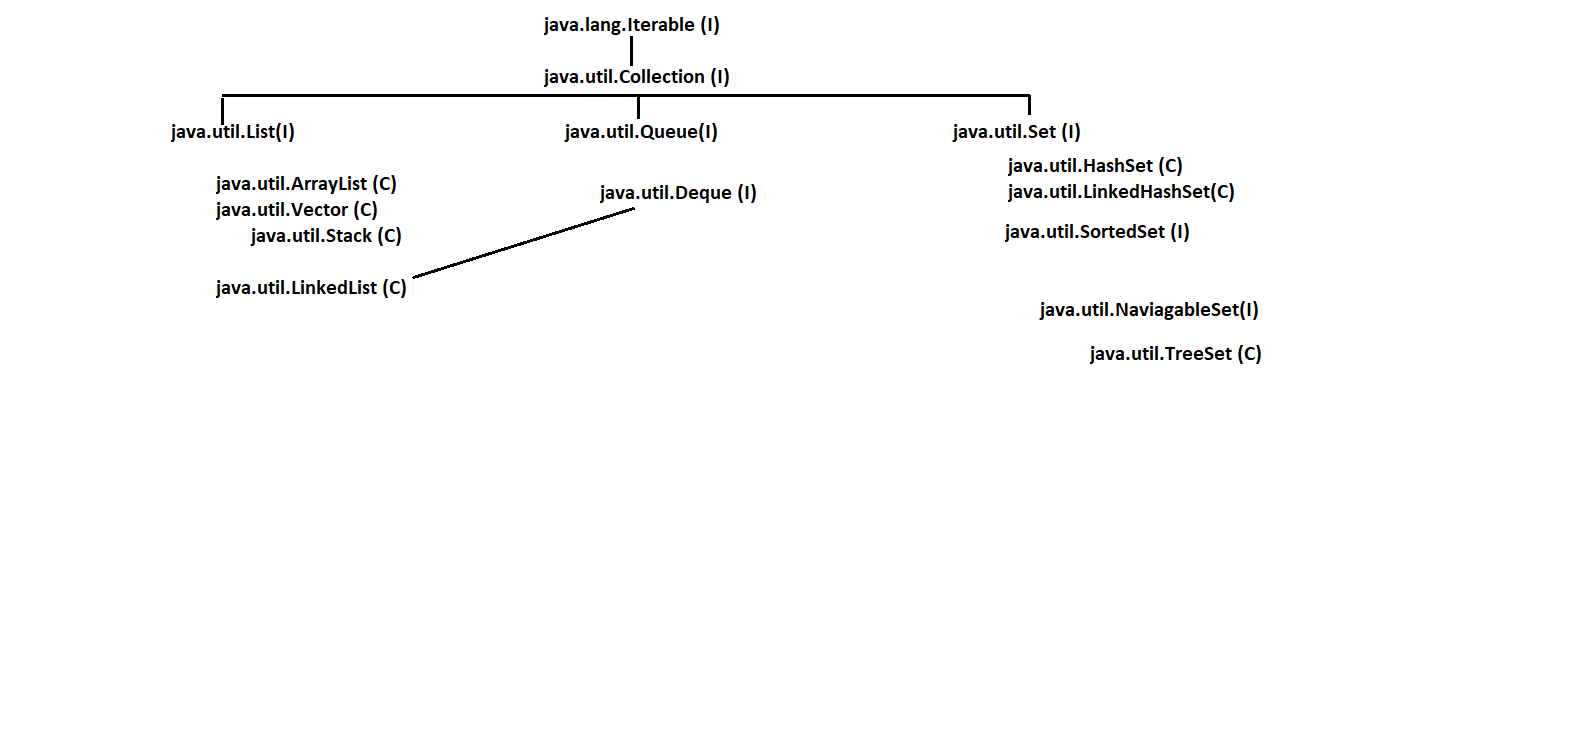 java.lang.Iterable (I)
java.util.Collection (I)
java.util.List(I)
java.util.Queue(I)
java.util.Set (I)
java.util.ArrayList (C)
java.util.Vector (C)
java.util.Stack (C)
java.util.LinkedList (C)
java.util.Deque (I)
java.util.HashSet (C)
java.util.LinkedHashSet(C)
java.util.SortedSet (I)
java.util.NaviagableSet(I)
java.util.TreeSet (C)